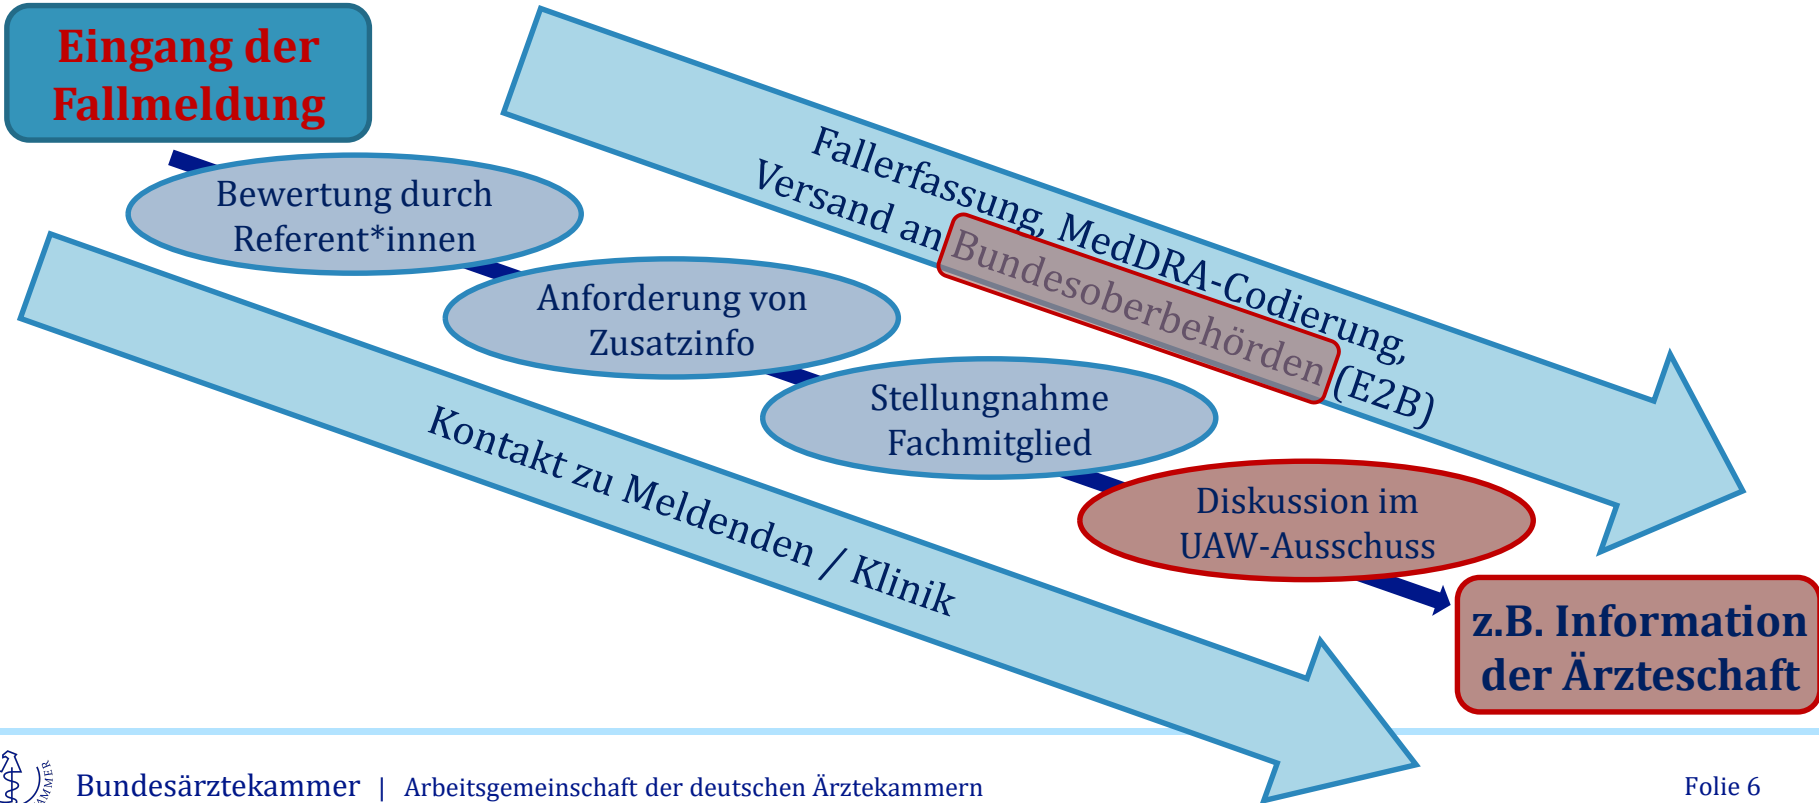 Eingang der
Fallmeldung
Fallerfassung, MedDRA-Codierung,
Versand an Bundesoberbehörden (E2B)
Bewertung durch
Referent*innen
Anforderung von
Zusatzinfo
Stellungnahme
Fachmitglied
Kontakt zu Meldenden / Klinik
Diskussion im
UAW-Ausschuss
z.B. Information
der Ärzteschaft
Bundesärztekammer | Arbeitsgemeinschaft der deutschen Ärztekammern
Folie 6